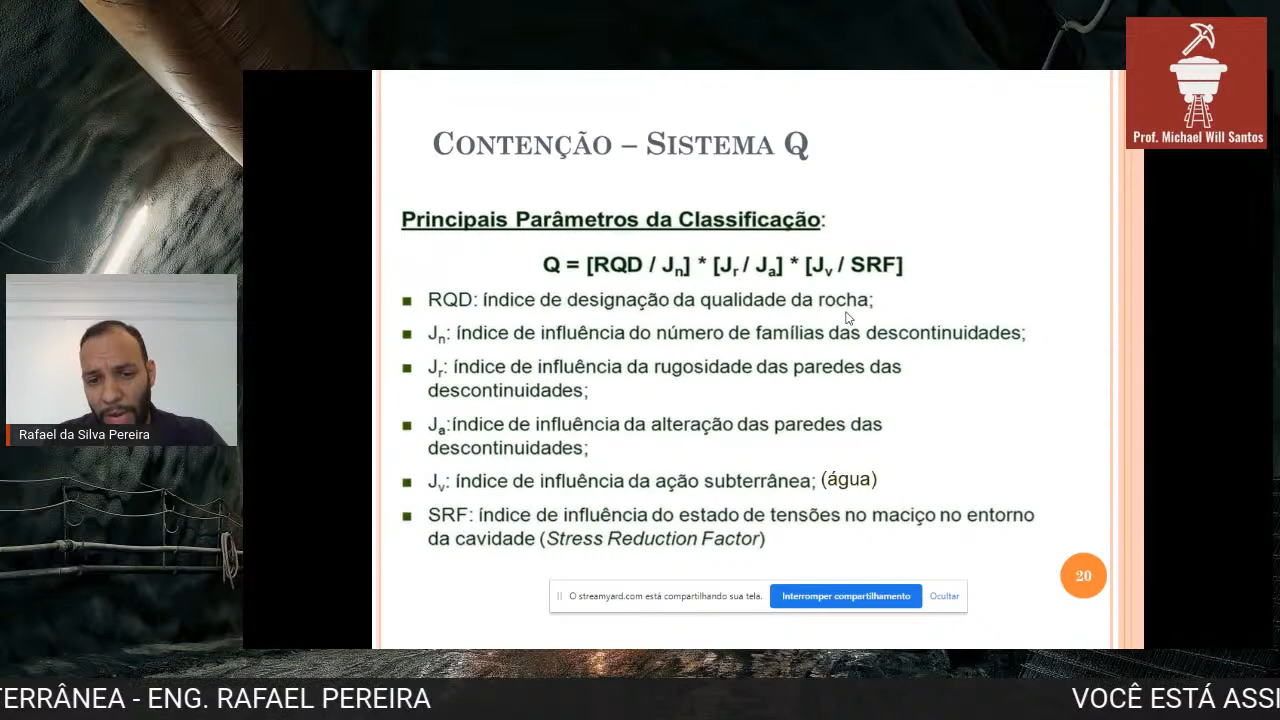 Prof. Michael Will Santos
CONTENÇÃO – SISTEMA Q
Principais Parâmetros da Classificação:
Q = [RQD / Jn] * [Jr / Ja] * [Jv / SRF]
RQD: índice de designação da qualidade da rocha;
Jn: índice de influência do número de famílias das descontinuidades;
Jr: índice de influência da rugosidade das paredes das
descontinuidades;
Ja:índice de influência da alteração das paredes das
descontinuidades;
Jv: índice de influência da ação subterrânea; (água)
SRF: índice de influência do estado de tensões no maciço no entorno
da cavidade (Stress Reduction Factor)
20
O streamyard.com está compartilhando sua tela. Interromper compartilhamento Ocultar
Rafael da Silva Pereira
TERRÂNEA - ENG. RAFAEL PEREIRA VOCÊ ESTÁ ASSI